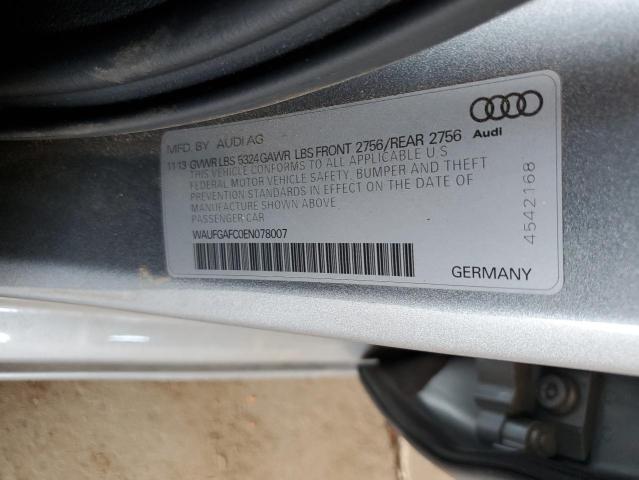 MFD. BY AUDI AG
11-13 GVWR LBS 5324 GAWR LBS FRONT 2756/REAR 2756
THIS VEHICLE CONFORMS TO ALL APPLICABLE U.S
FEDERAL MOTOR VEHICLE SAFETY, BUMPER AND THEFT
PREVENTION STANDARDS IN EFFECT ON THE DATE OF
MANUFACTURE SHOWN ABOVE.
PASSENGER CAR
WAUFGAFC0EN078007
Audi
4542168
GERMANY